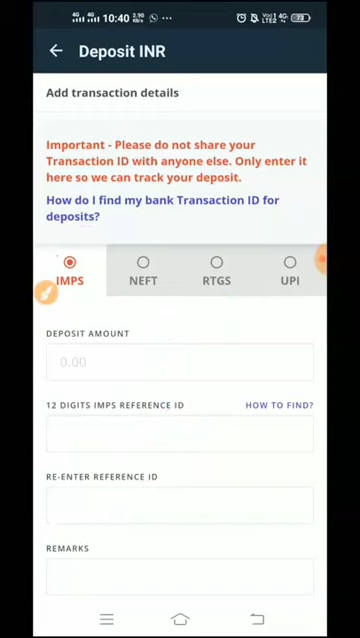 10:40
Deposit INR
Add transaction details
Important - Please do not share your
Transaction ID with anyone else. Only enter it
here so we can track your deposit.
How do I find my bank Transaction ID for
deposits?
IMPS NEFT RTGS UPI
DEPOSIT AMOUNT
0.00
12 DIGITS IMPS REFERENCE ID HOW TO FIND?
RE-ENTER REFERENCE ID
REMARKS